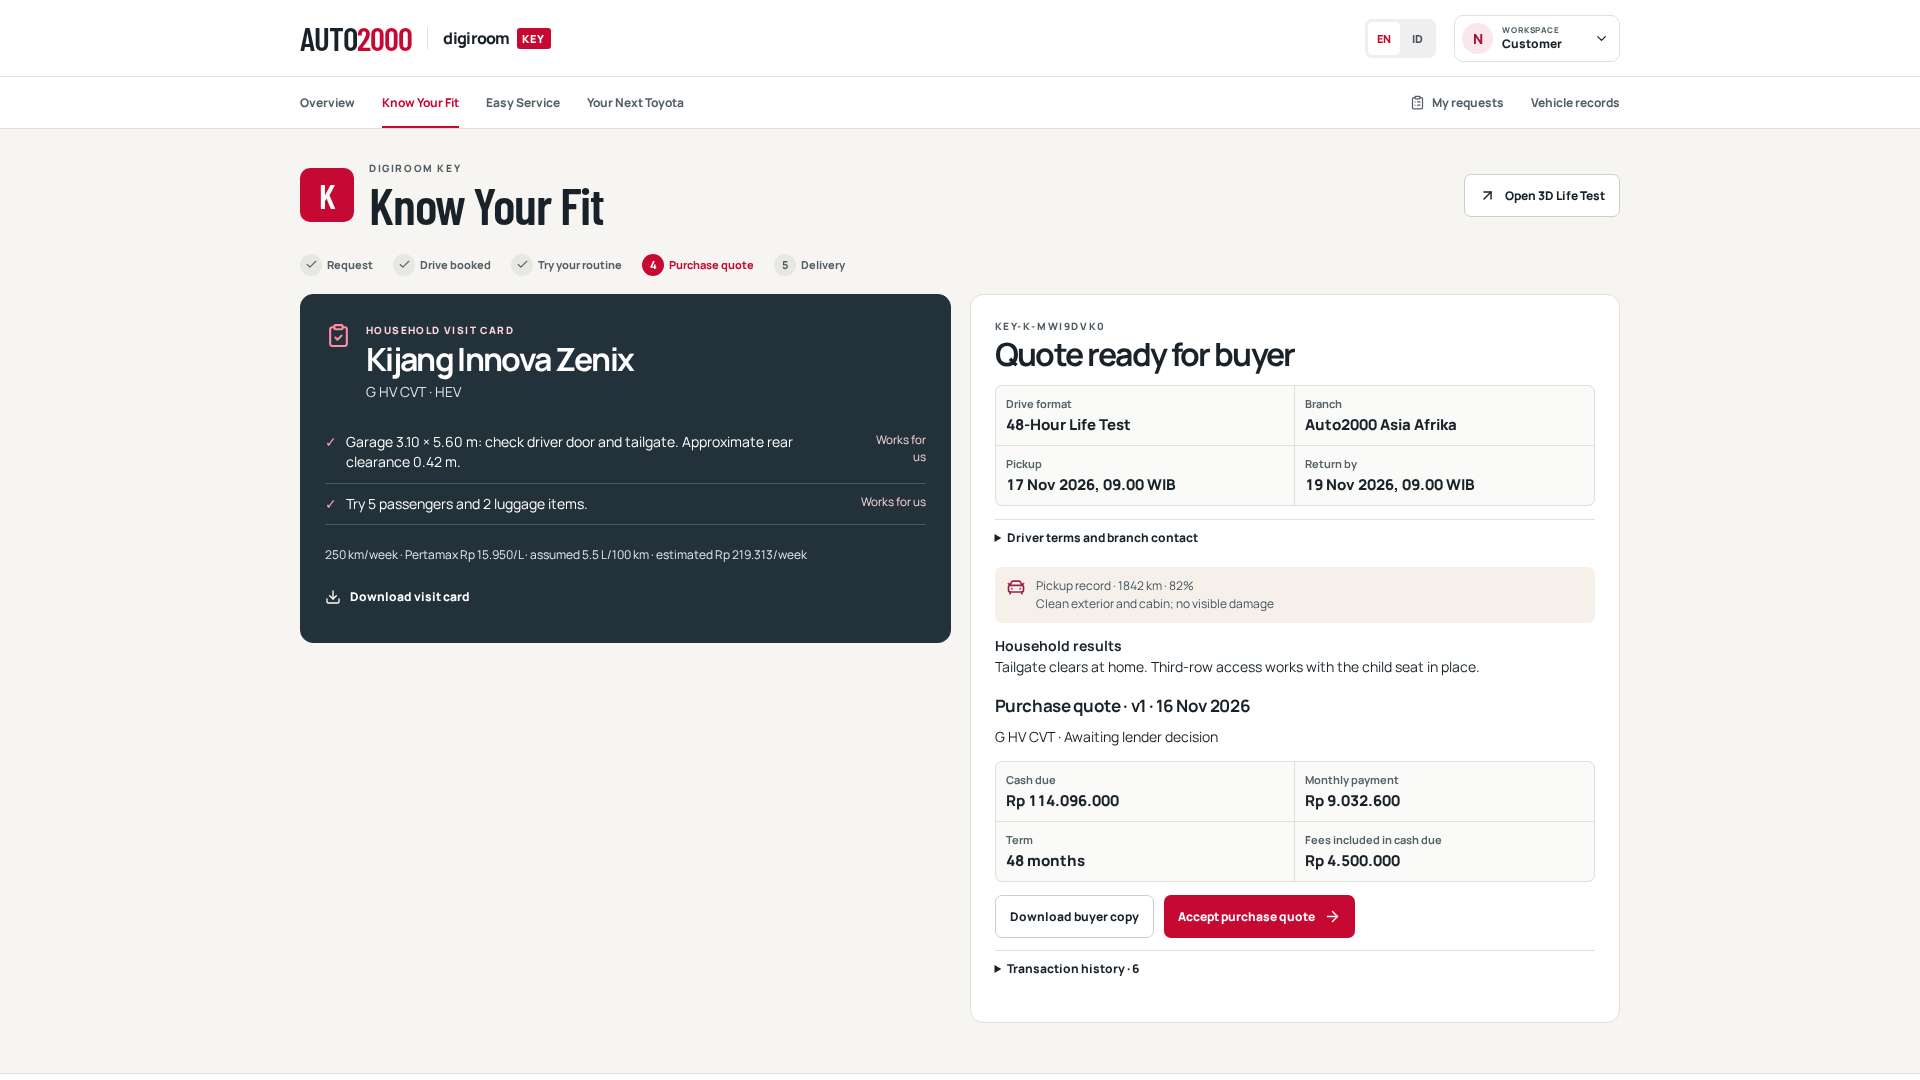 AUTO2000
digiroom KEY
EN ID
N
WORKSPACE
Customer
Overview
Know Your Fit
Easy Service
Your Next Toyota
My requests
Vehicle records
K
DIGIROOM KEY
Know Your Fit
Open 3D Life Test
Request
Drive booked
Try your routine
4 Purchase quote
5 Delivery
HOUSEHOLD VISIT CARD
Kijang Innova Zenix
G HV CVT · HEV
✓ Garage 3.10 × 5.60 m: check driver door and tailgate. Approximate rear
clearance 0.42 m.
Works for
us
✓ Try 5 passengers and 2 luggage items.
Works for us
250 km/week · Pertamax Rp 15.950/L · assumed 5.5 L/100 km · estimated Rp 219.313/week
Download visit card
KEY-K-MWI9DVK0
Quote ready for buyer
Drive format
48-Hour Life Test
Branch
Auto2000 Asia Afrika
Pickup
17 Nov 2026, 09.00 WIB
Return by
19 Nov 2026, 09.00 WIB
Driver terms and branch contact
Pickup record · 1842 km · 82%
Clean exterior and cabin; no visible damage
Household results
Tailgate clears at home. Third-row access works with the child seat in place.
Purchase quote · v1 · 16 Nov 2026
G HV CVT · Awaiting lender decision
Cash due
Rp 114.096.000
Monthly payment
Rp 9.032.600
Term
48 months
Fees included in cash due
Rp 4.500.000
Download buyer copy
Accept purchase quote
Transaction history · 6